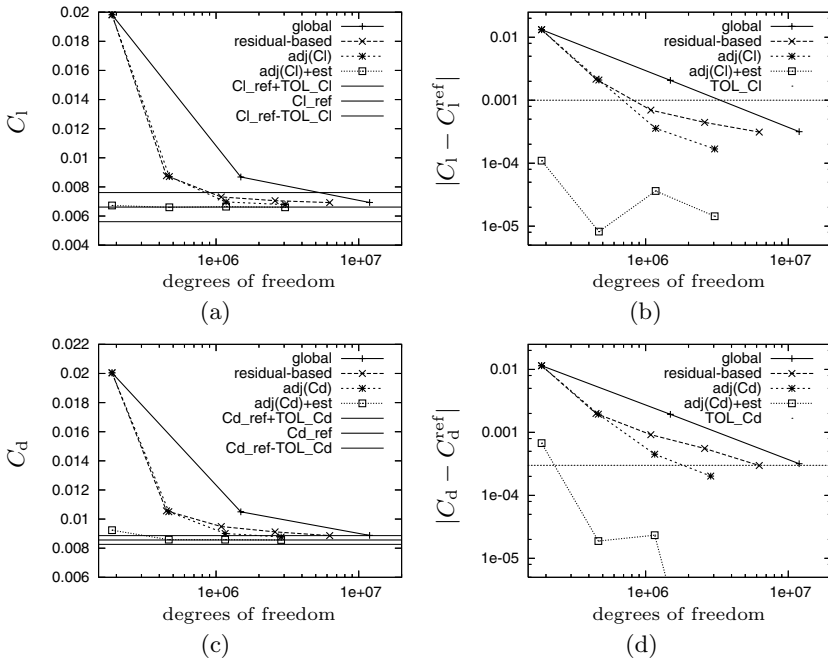 0.02
0.018
0.016
0.014
0.012
0.01
0.008
0.006
0.004
C_l
global
residual-based
adj(Cl)
adj(Cl)+est
Cl_ref+TOL_Cl
Cl_ref
Cl_ref-TOL_Cl
1e+06
1e+07
degrees of freedom
(a)
0.01
0.001
1e-04
1e-05
|C_l − C_l^ref|
global
residual-based
adj(Cl)
adj(Cl)+est
TOL_Cl
1e+06
1e+07
degrees of freedom
(b)
0.022
0.02
0.018
0.016
0.014
0.012
0.01
0.008
0.006
C_d
global
residual-based
adj(Cd)
adj(Cd)+est
Cd_ref+TOL_Cd
Cd_ref
Cd_ref-TOL_Cd
1e+06
1e+07
degrees of freedom
(c)
0.01
0.001
1e-04
1e-05
|C_d − C_d^ref|
global
residual-based
adj(Cd)
adj(Cd)+est
TOL_Cd
1e+06
1e+07
degrees of freedom
(d)